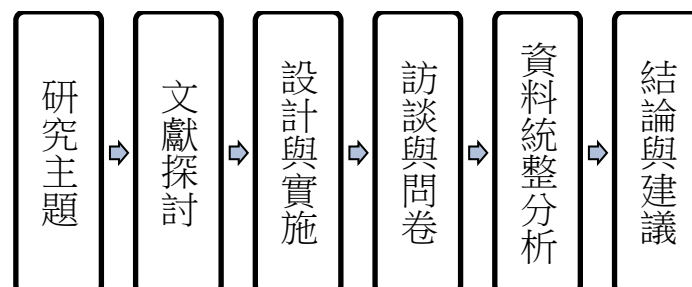 研究主題
文獻探討
設計與實施
訪談與問卷
資料統整分析
結論與建議